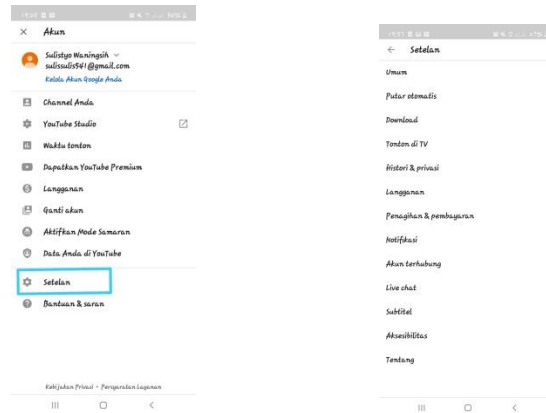 Akun
Sulistyo Waningsih
sulissulis541@gmail.com
Kelola Akun Google Anda
Channel Anda
YouTube Studio
Waktu tonton
Dapatkan YouTube Premium
Langganan
Ganti akun
Aktifkan Mode Samaran
Data Anda di YouTube
Setelan
Bantuan & saran
Kebijakan Privasi • Persyaratan Layanan
Setelan
Umum
Putar otomatis
Download
Tonton di TV
Histori & privasi
Langganan
Penagihan & pembayaran
Notifikasi
Akun terhubung
Live chat
Subtitel
Aksesibilitas
Tentang